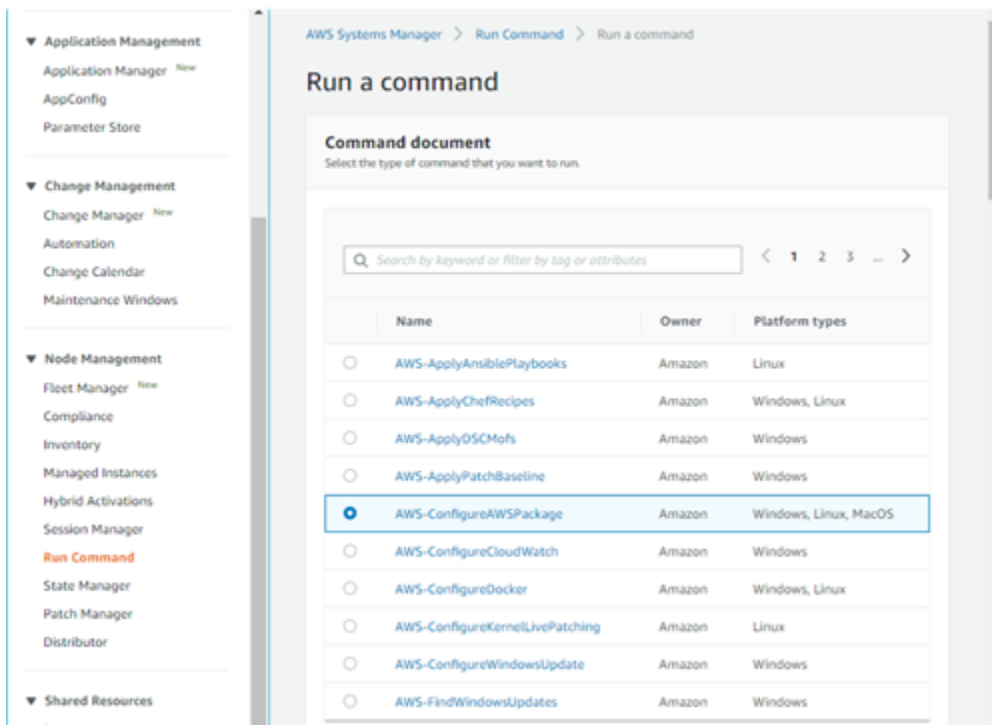 Application Management
Application Manager New
AppConfig
Parameter Store
Change Management
Change Manager New
Automation
Change Calendar
Maintenance Windows
Node Management
Fleet Manager New
Compliance
Inventory
Managed Instances
Hybrid Activations
Session Manager
Run Command
State Manager
Patch Manager
Distributor
Shared Resources
AWS Systems Manager > Run Command > Run a command
Run a command
Command document
Select the type of command that you want to run.
Search by keyword or filter by tag or attributes
< 1 2 3 ... >
Name Owner Platform types
AWS-ApplyAnsiblePlaybooks Amazon Linux
AWS-ApplyChefRecipes Amazon Windows, Linux
AWS-ApplyDSCMofs Amazon Windows
AWS-ApplyPatchBaseline Amazon Windows
AWS-ConfigureAWSPackage Amazon Windows, Linux, MacOS
AWS-ConfigureCloudWatch Amazon Windows
AWS-ConfigureDocker Amazon Windows, Linux
AWS-ConfigureKernelLivePatching Amazon Linux
AWS-ConfigureWindowsUpdate Amazon Windows
AWS-FindWindowsUpdates Amazon Windows